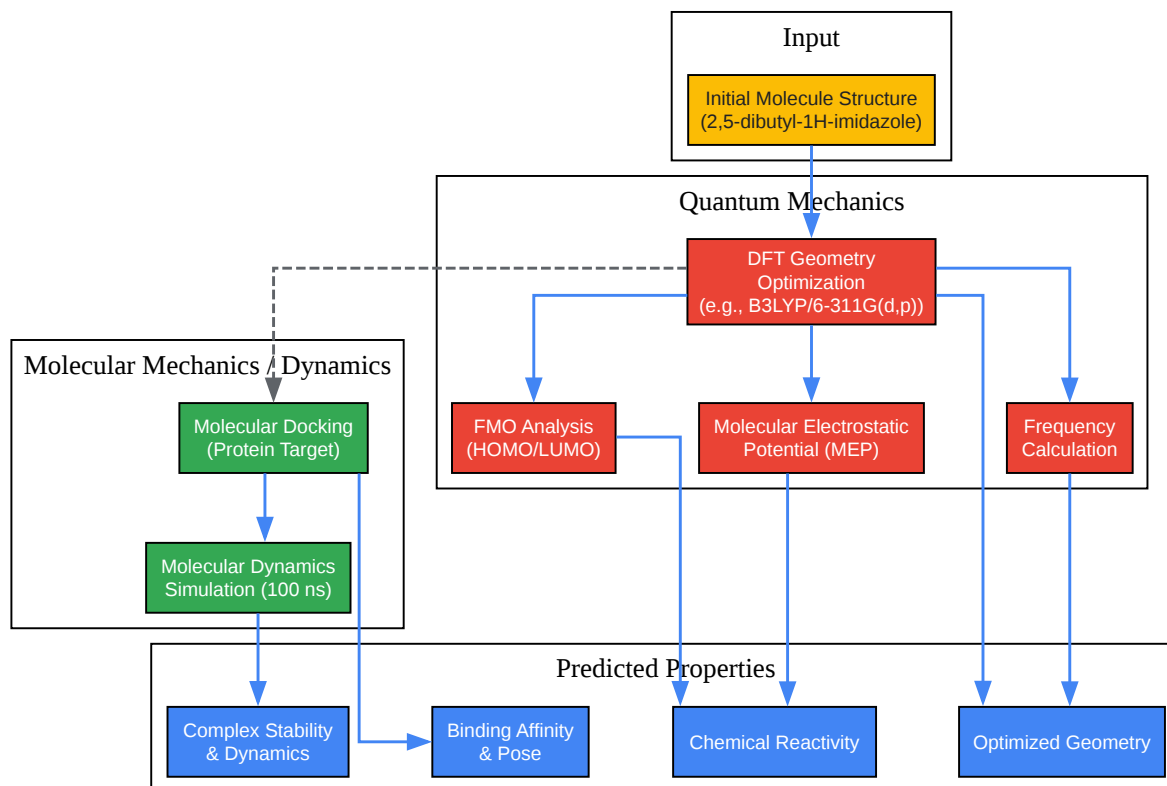 Input
Initial Molecule Structure
(2,5-dibutyl-1H-imidazole)
Quantum Mechanics
DFT Geometry
Optimization
(e.g., B3LYP/6-311G(d,p))
Molecular Mechanics / Dynamics
Molecular Docking
(Protein Target)
FMO Analysis
(HOMO/LUMO)
Molecular Electrostatic
Potential (MEP)
Frequency
Calculation
Molecular Dynamics
Simulation (100 ns)
Predicted Properties
Complex Stability
& Dynamics
Binding Affinity
& Pose
Chemical Reactivity
Optimized Geometry